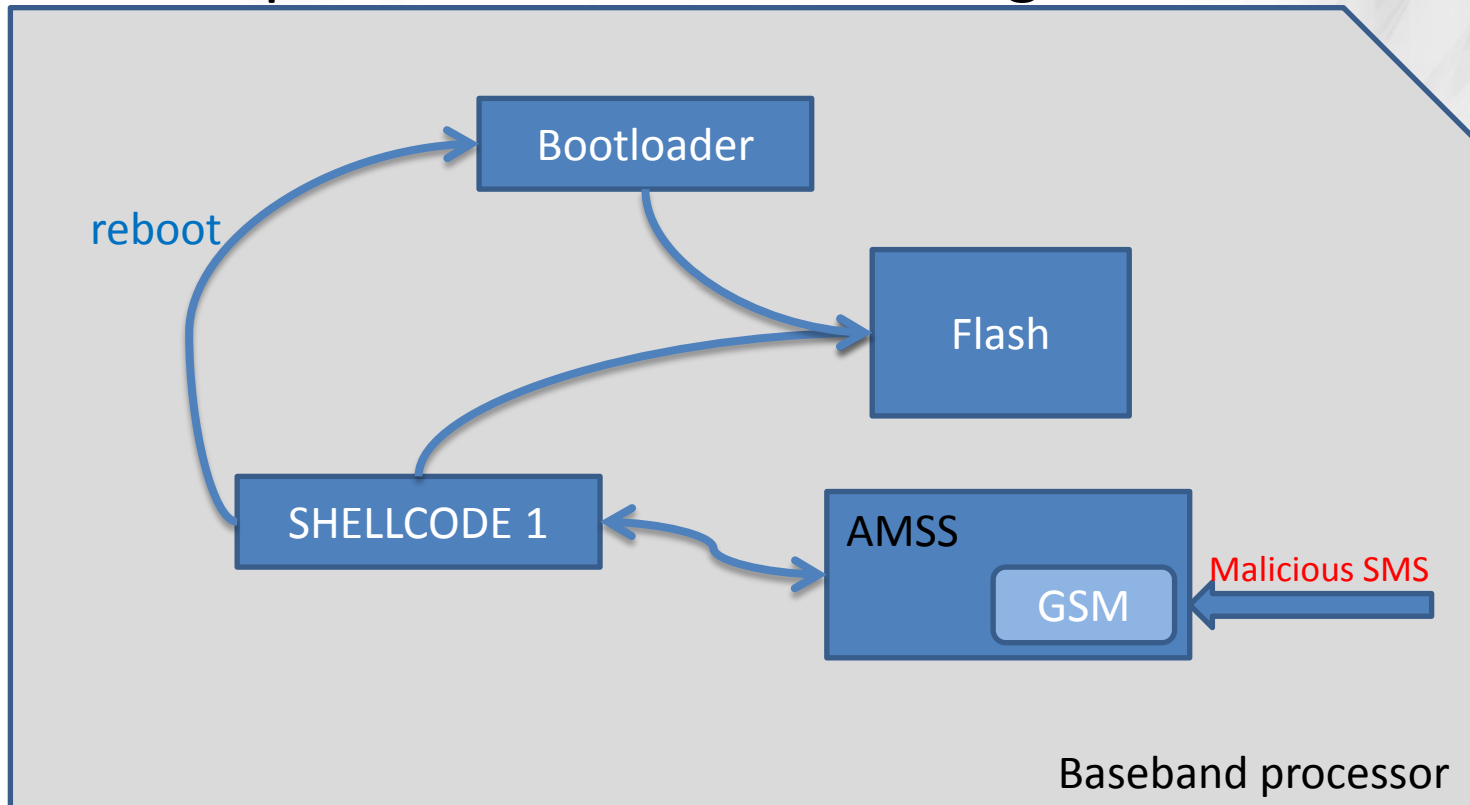 Bootloader
reboot
Flash
SHELLCODE 1
AMSS
Malicious SMS
GSM
Baseband processor